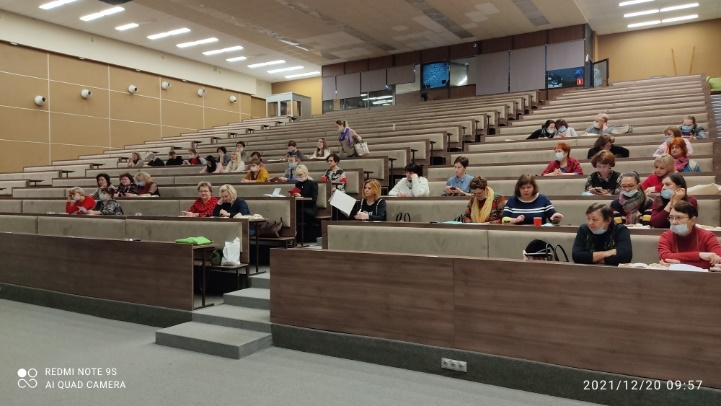 REDMI NOTE 9S
AI QUAD CAMERA
2021/12/20 09:57